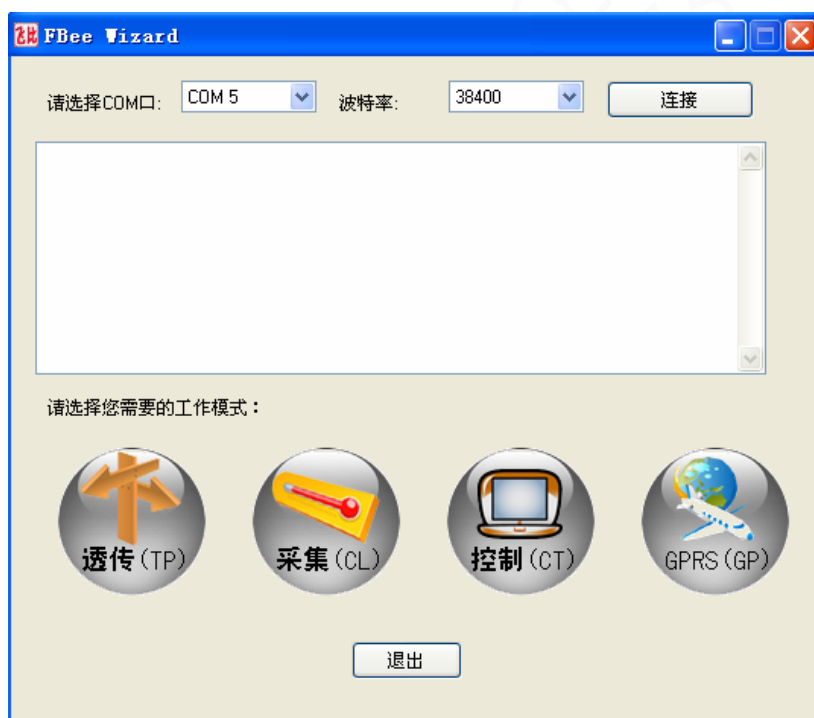 飞比 FBee Wizard
请选择COM口: COM 5 波特率: 38400 连接
请选择您需要的工作模式：
透传(TP) 采集(CL) 控制(CT) GPRS(GP)
退出